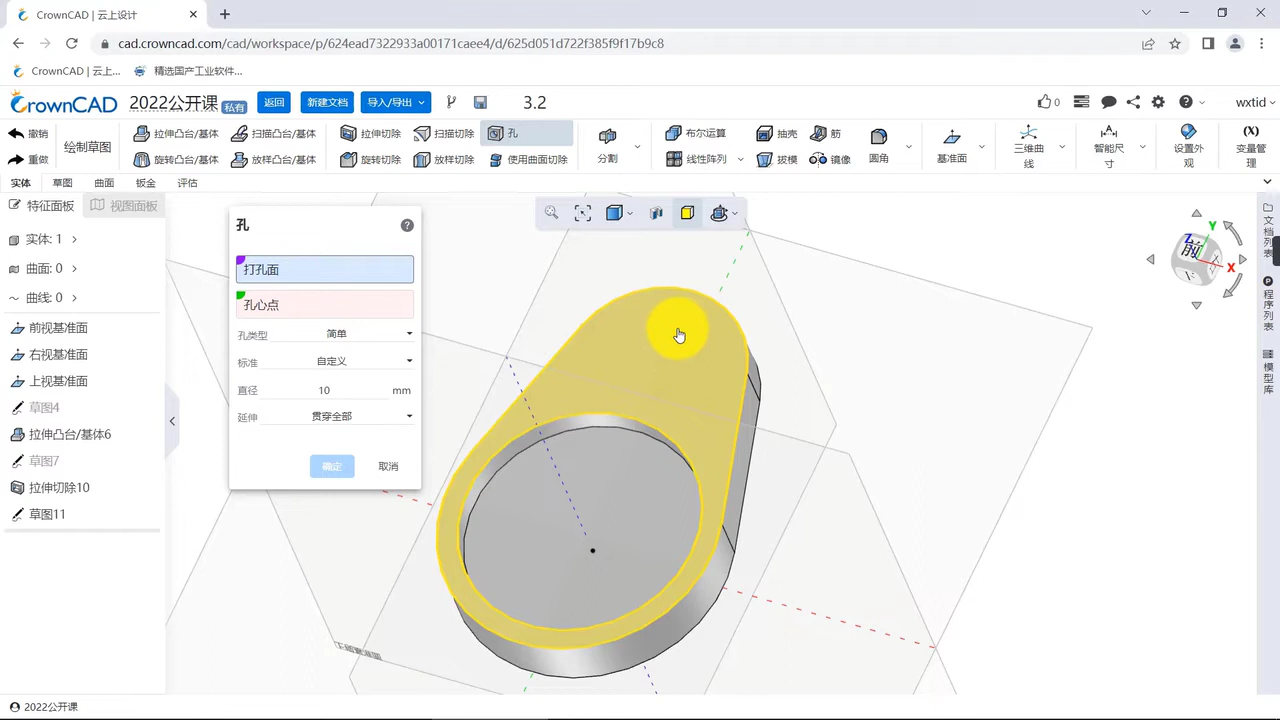 CrownCAD | 云上设计
cad.crowncad.com/cad/workspace/p/624ead7322933a00171caee4/d/625d051d722f385f9f17b9c8
CrownCAD | 云上...
精选国产工业软件...
CrownCAD
2022公开课
私有
返回
新建文档
导入/导出
3.2
0
wxtid
撤销
重做
绘制草图
拉伸凸台/基体
扫描凸台/基体
旋转凸台/基体
放样凸台/基体
拉伸切除
扫描切除
孔
旋转切除
放样切除
使用曲面切除
分割
布尔运算
抽壳
筋
线性阵列
拔模
镜像
圆角
基准面
三维曲线
智能尺寸
设置外观
(X)
变量管理
实体
草图
曲面
钣金
评估
特征面板
视图面板
实体: 1
曲面: 0
曲线: 0
前视基准面
右视基准面
上视基准面
草图4
拉伸凸台/基体6
草图7
拉伸切除10
草图11
孔
打孔面
孔心点
孔类型
简单
标准
自定义
直径
10
mm
延伸
贯穿全部
确定
取消
Y
Z
前
X
文档列表
程序列表
模型库
2022公开课